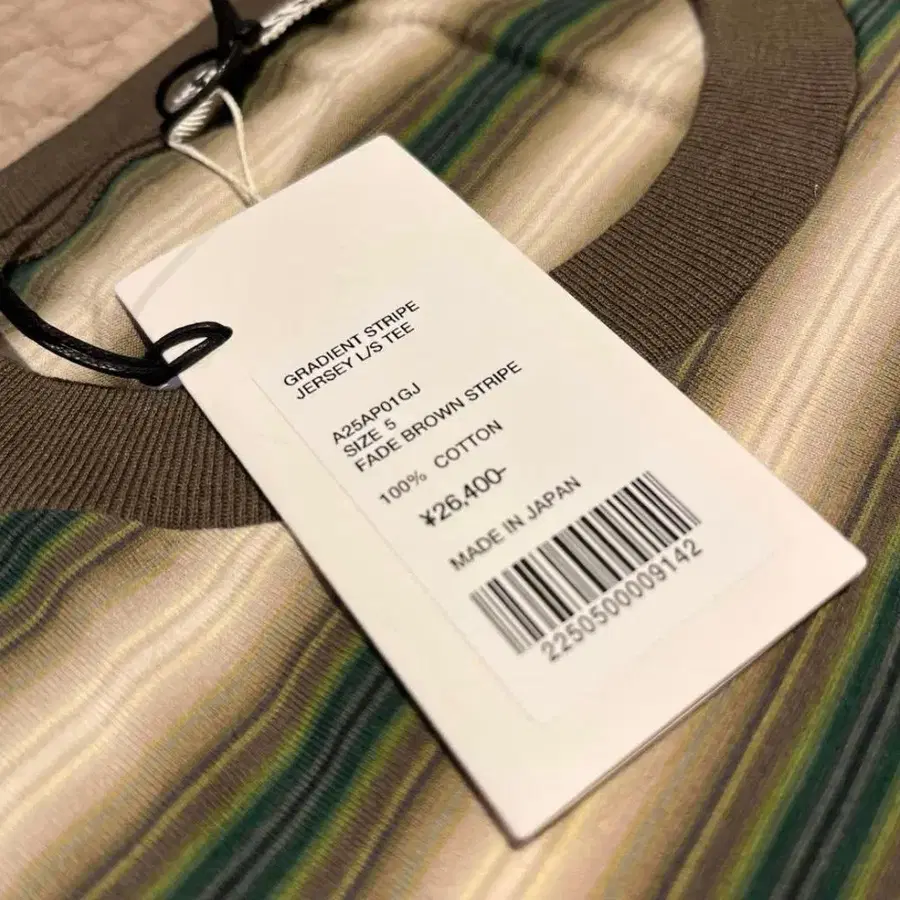 GRADIENT STRIPE
JERSEY L/S TEE
A25AP01GJ
SIZE 5
FADE BROWN STRIPE
100% COTTON
¥26,400-
MADE IN JAPAN
2250500009142